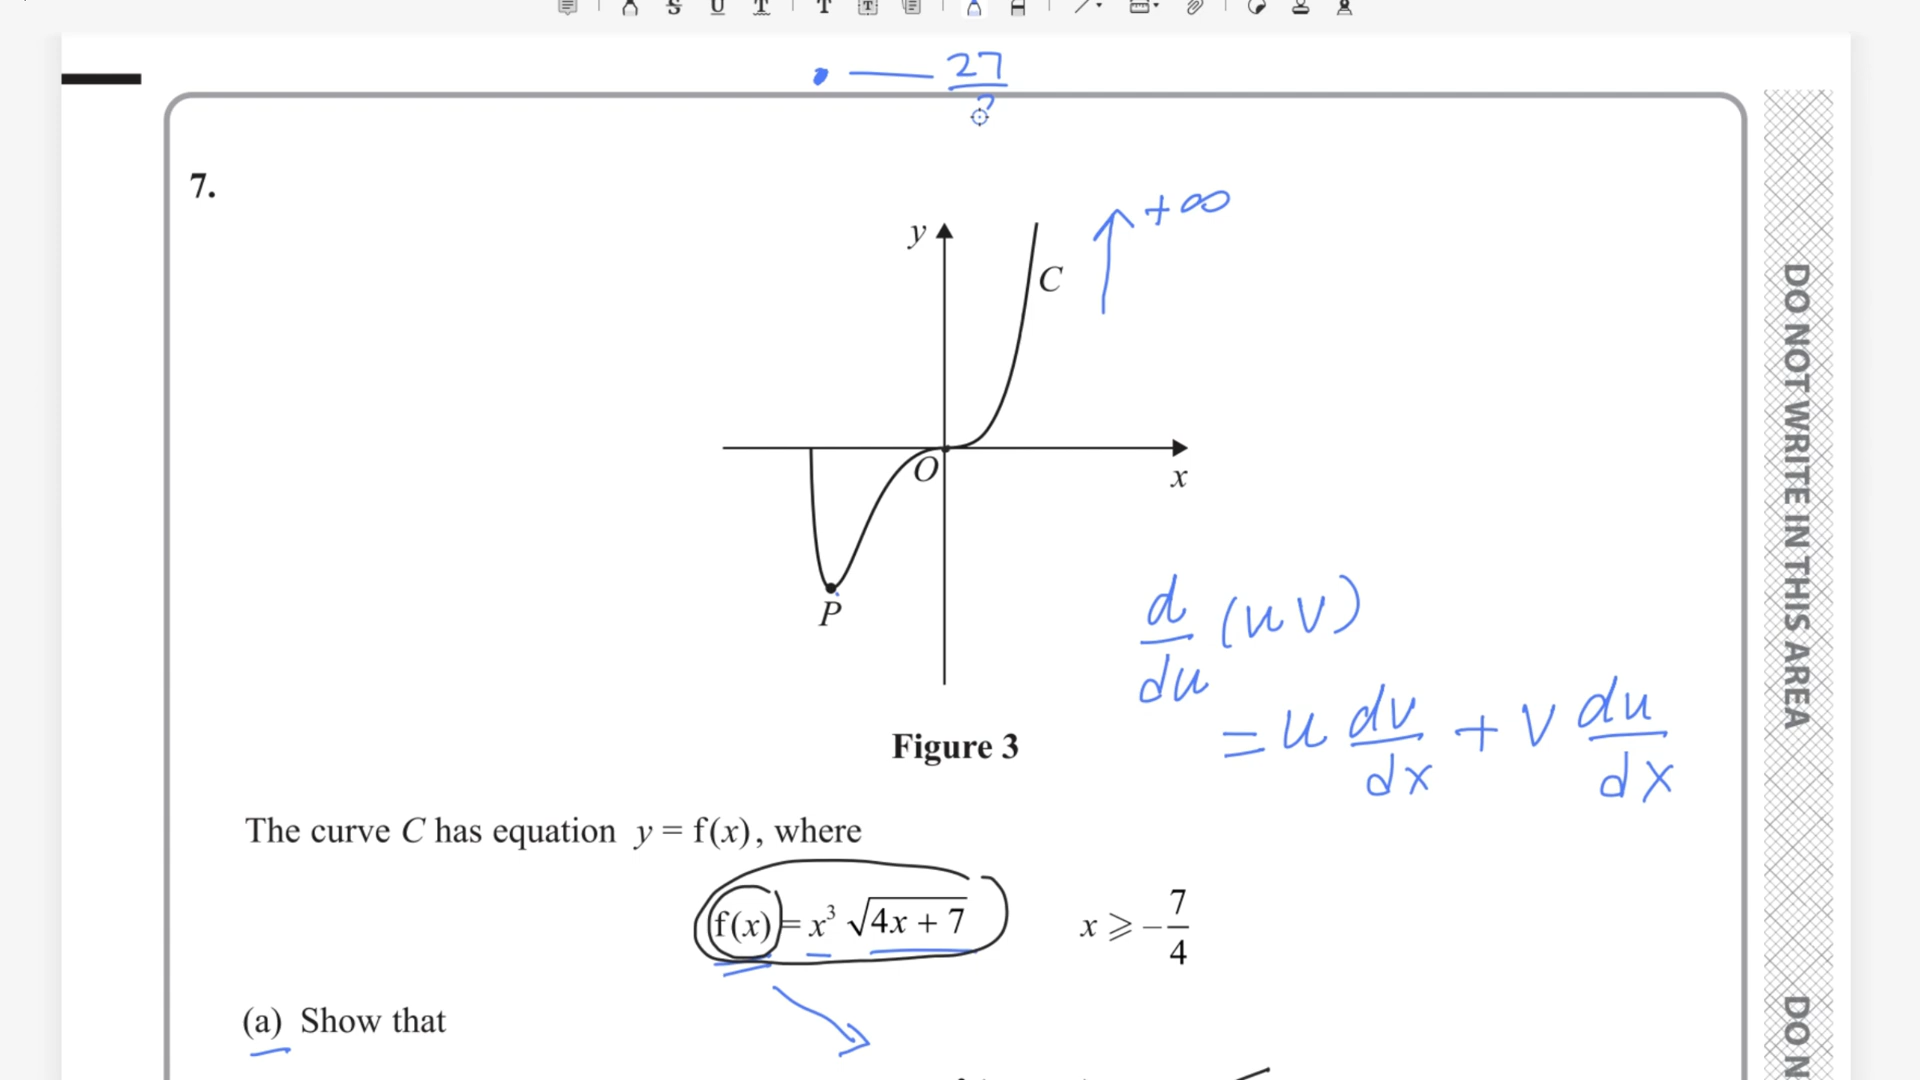 — 27
7.
+∞
y
C
O
x
P
d/du (uv)
= u dv/dx + v du/dx
Figure 3
The curve C has equation y = f(x), where
f(x) = x³ √(4x + 7) x ⩾ −7/4
(a) Show that
DO NOT WRITE IN THIS AREA
DO N